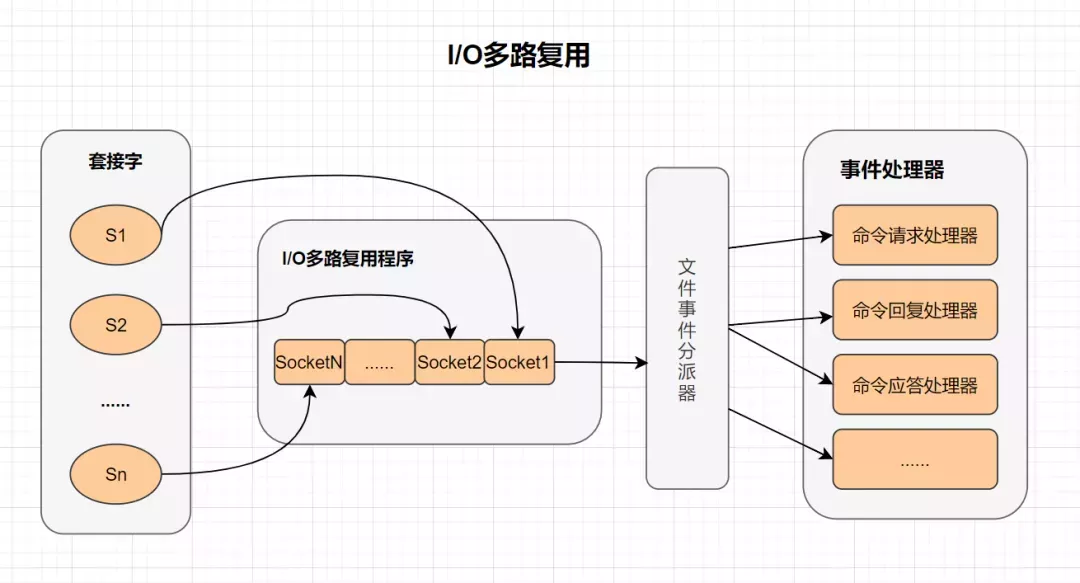 I/O多路复用
套接字
S1
S2
......
Sn
I/O多路复用程序
SocketN
......
Socket2
Socket1
文件事件分派器
事件处理器
命令请求处理器
命令回复处理器
命令应答处理器
......